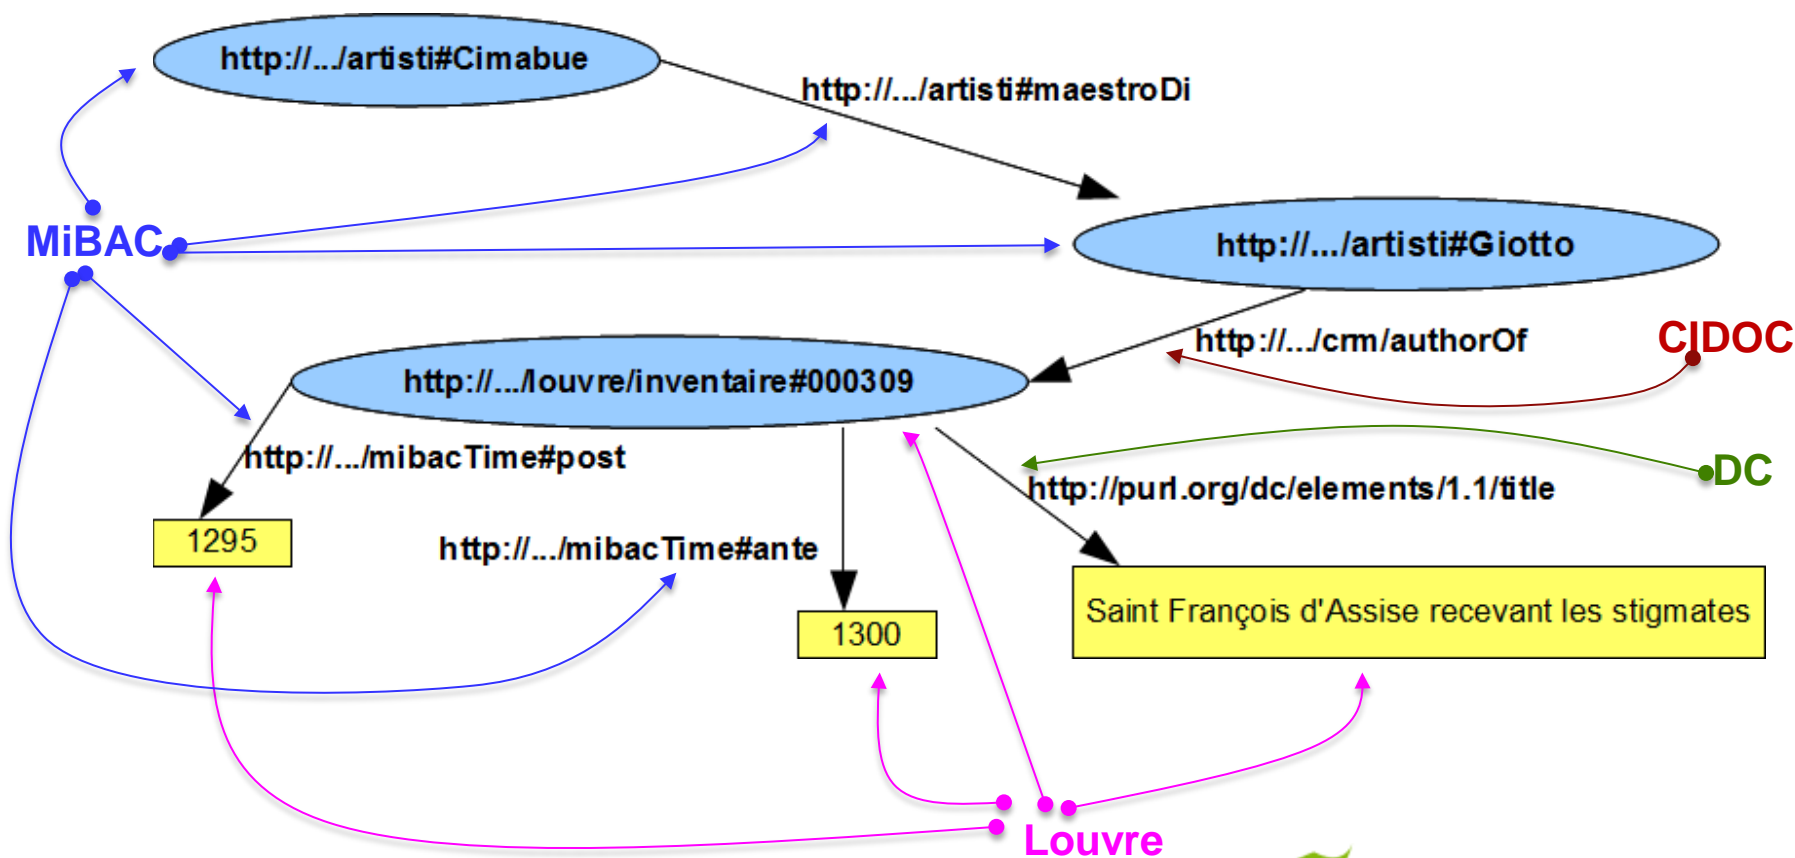 http://.../artisti#Cimabue
http://.../artisti#maestroDi
MiBAC
http://.../artisti#Giotto
http://.../crm/authorOf
CIDOC
http://.../louvre/inventaire#000309
http://.../mibacTime#post
DC
http://purl.org/dc/elements/1.1/title
1295
http://.../mibacTime#ante
1300
Saint François d'Assise recevant les stigmates
Louvre